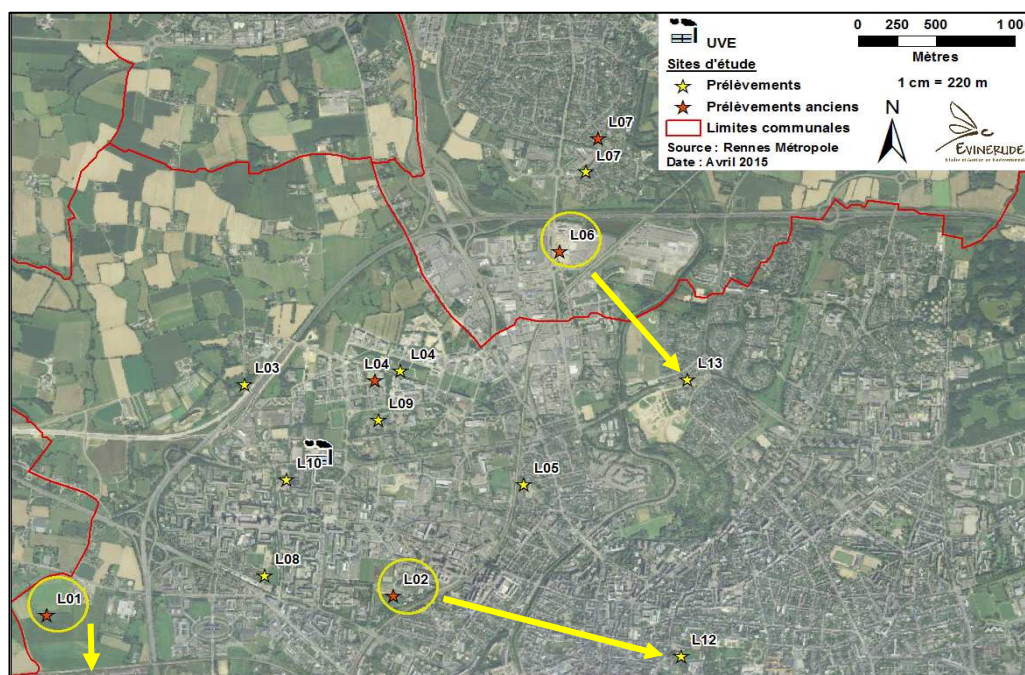 0 250 500 1 00
Mètres
UVE
1 cm = 220 m
Sites d'étude
Prélèvements
Prélèvements anciens
Limites communales
N
Source : Rennes Métropole
Date : Avril 2015
EVINERUDE
L07
L07
L06
L04
L04
L03
L13
L09
L10
L05
L08
L02
L01
L12